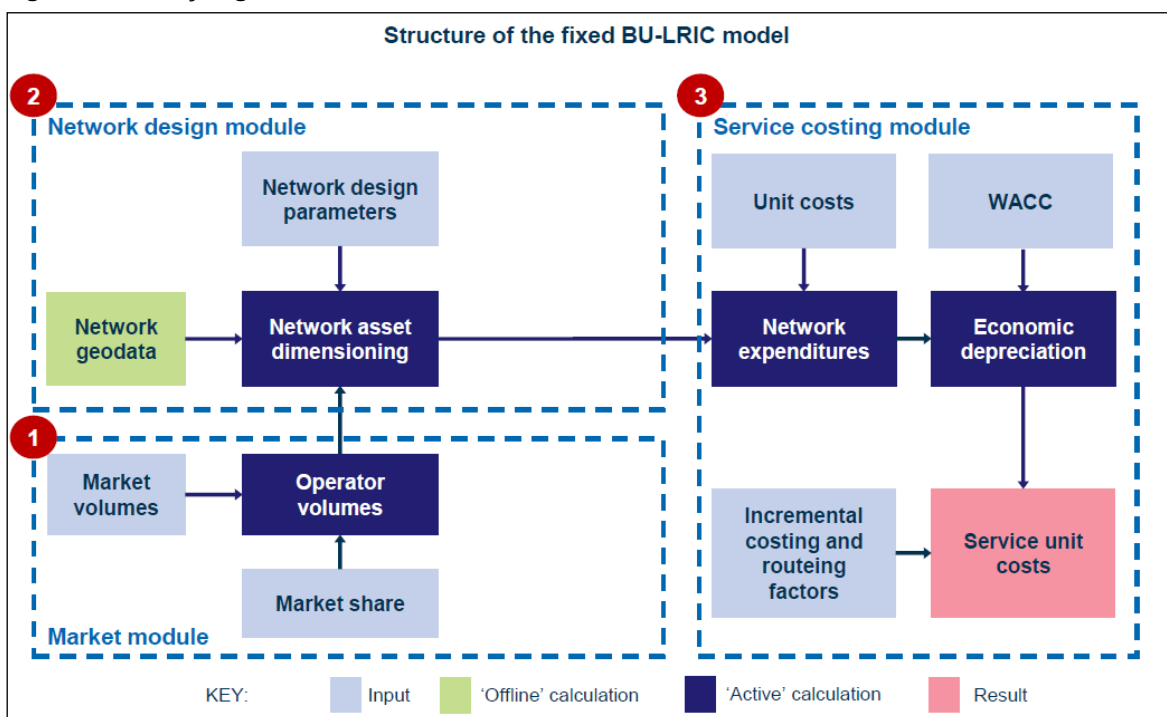 Structure of the fixed BU-LRIC model
2
Network design module
Network design
parameters
Network
geodata
Network asset
dimensioning
1
Market
volumes
Operator
volumes
Market share
Market module
3
Service costing module
Unit costs
WACC
Network
expenditures
Economic
depreciation
Incremental
costing and
routeing
factors
Service unit
costs
KEY:
Input
'Offline' calculation
'Active' calculation
Result